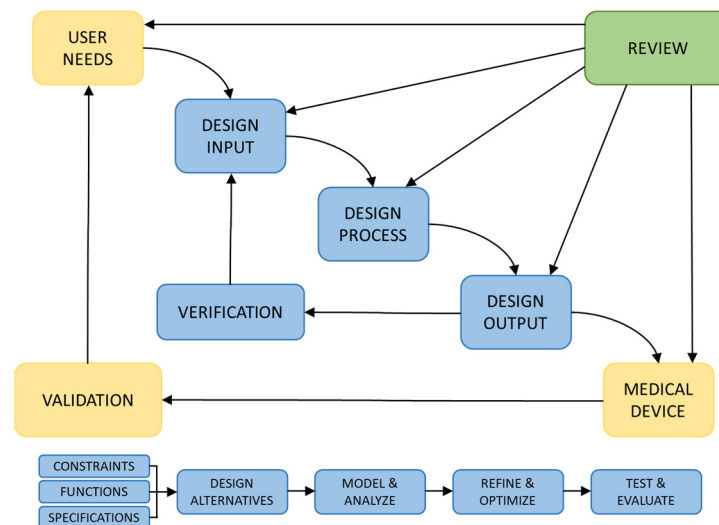 USER
NEEDS
REVIEW
DESIGN
INPUT
DESIGN
PROCESS
DESIGN
OUTPUT
VERIFICATION
VALIDATION
MEDICAL
DEVICE
CONSTRAINTS
FUNCTIONS
SPECIFICATIONS
DESIGN
ALTERNATIVES
MODEL &
ANALYZE
REFINE &
OPTIMIZE
TEST &
EVALUATE